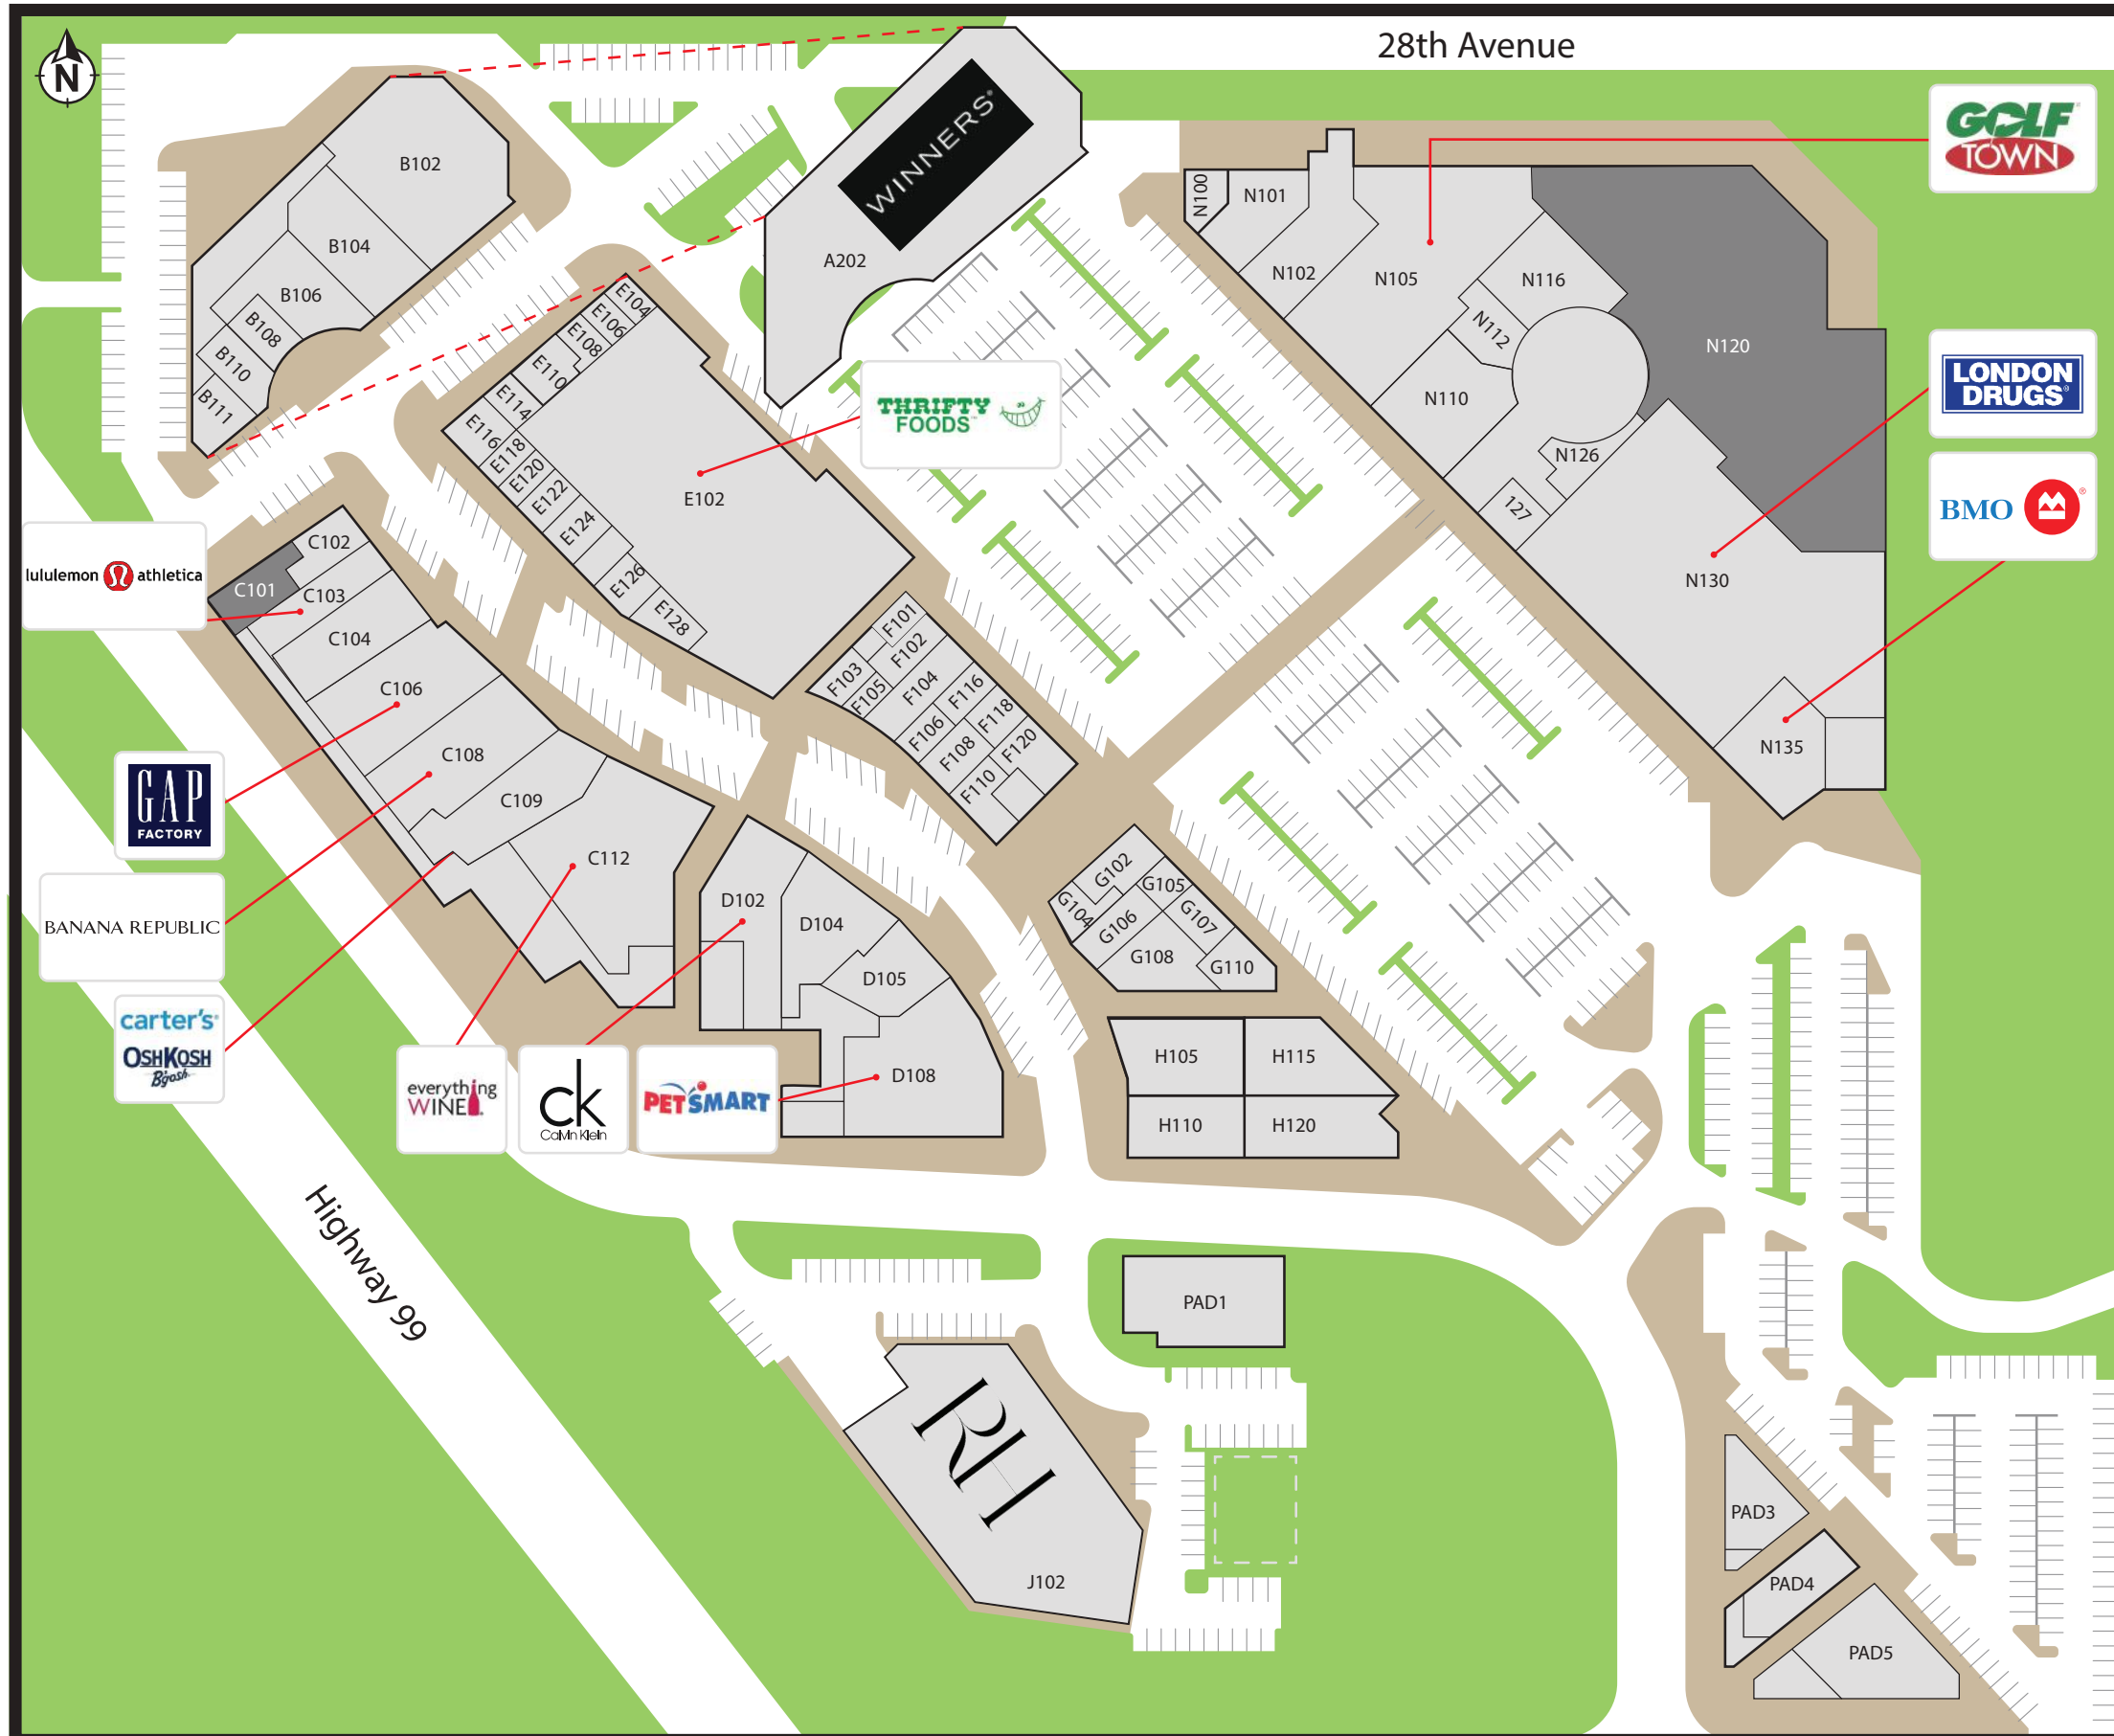 28th Avenue
N
WINNERS®
A202
B102
B104
B106
B108
B110
B111
E104
E106
E108
E110
E114
E116
E118
E120
E122
E124
E126
E128
E102
THRIFTY
FOODS™
GOLF
TOWN
N100
N101
N102
N105
N116
N112
N110
N120
N126
127
N130
N135
LONDON
DRUGS®
BMO ®
lululemon athletica
C101
C102
C103
C104
C106
C108
C109
C112
GAP
FACTORY
BANANA REPUBLIC
carter's®
OSHKOSH
B'gosh
everything
WINE
ck
Calvin Klein
PETSMART
D102
D104
D105
D108
F101
F102
F103
F105
F104
F116
F106
F118
F108
F120
F110
G102
G105
G104
G106
G107
G108
G110
H105
H115
H110
H120
Highway 99
PAD1
RH
J102
PAD3
PAD4
PAD5